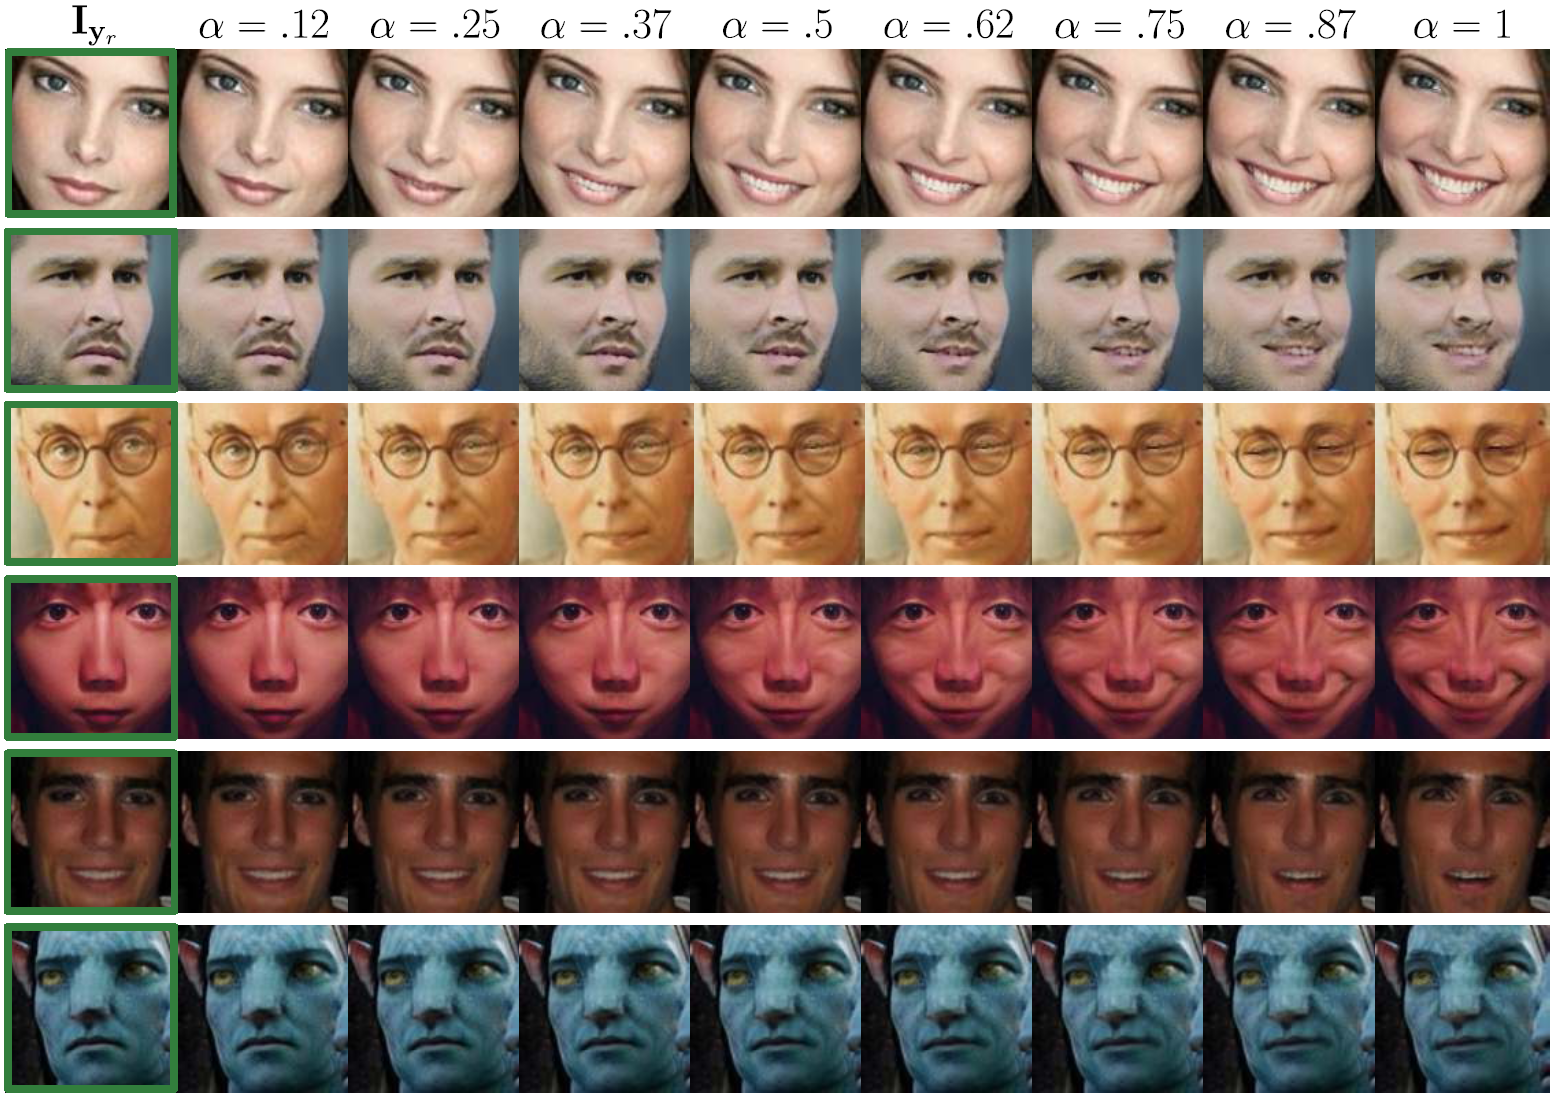 I_{y_r} α = .12 α = .25 α = .37 α = .5 α = .62 α = .75 α = .87 α = 1